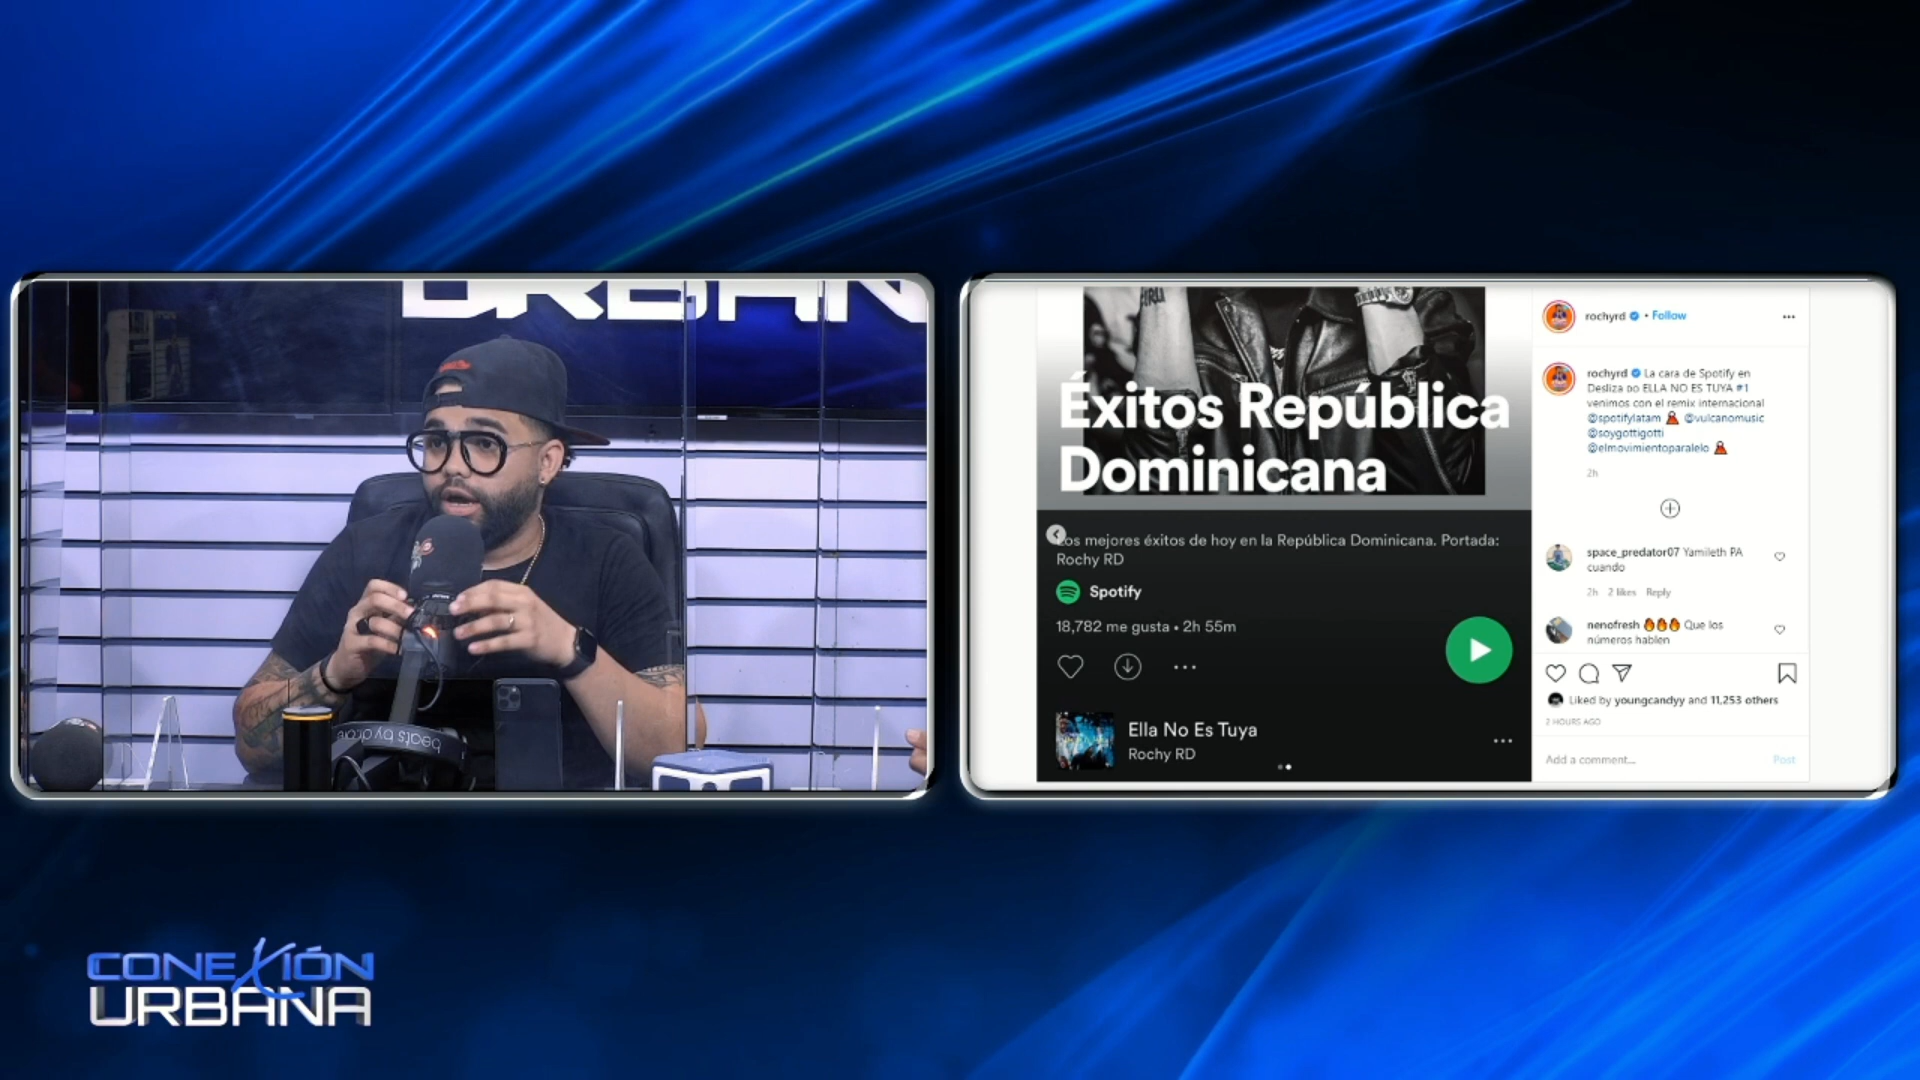 URBAN
beats by dr.dre
Éxitos República
Dominicana
Los mejores éxitos de hoy en la República Dominicana. Portada:
Rochy RD
Spotify
18,782 me gusta • 2h 55m
Ella No Es Tuya
Rochy RD
rochyrd • Follow
rochyrd La cara de Spotify en
Desliza po ELLA NO ES TUYA #1
venimos con el remix internacional
@spotifylatam 🌋 @vulcanomusic
@soygottigotti
@elmovimientoparalelo 🌋
2h
space_predator07 Yamileth PA
cuando
2h 2 likes Reply
nenofresh 🔥🔥🔥 Que los
números hablen
Liked by youngcandyy and 11,253 others
2 HOURS AGO
Add a comment... Post
CONEXIÓN
URBANA